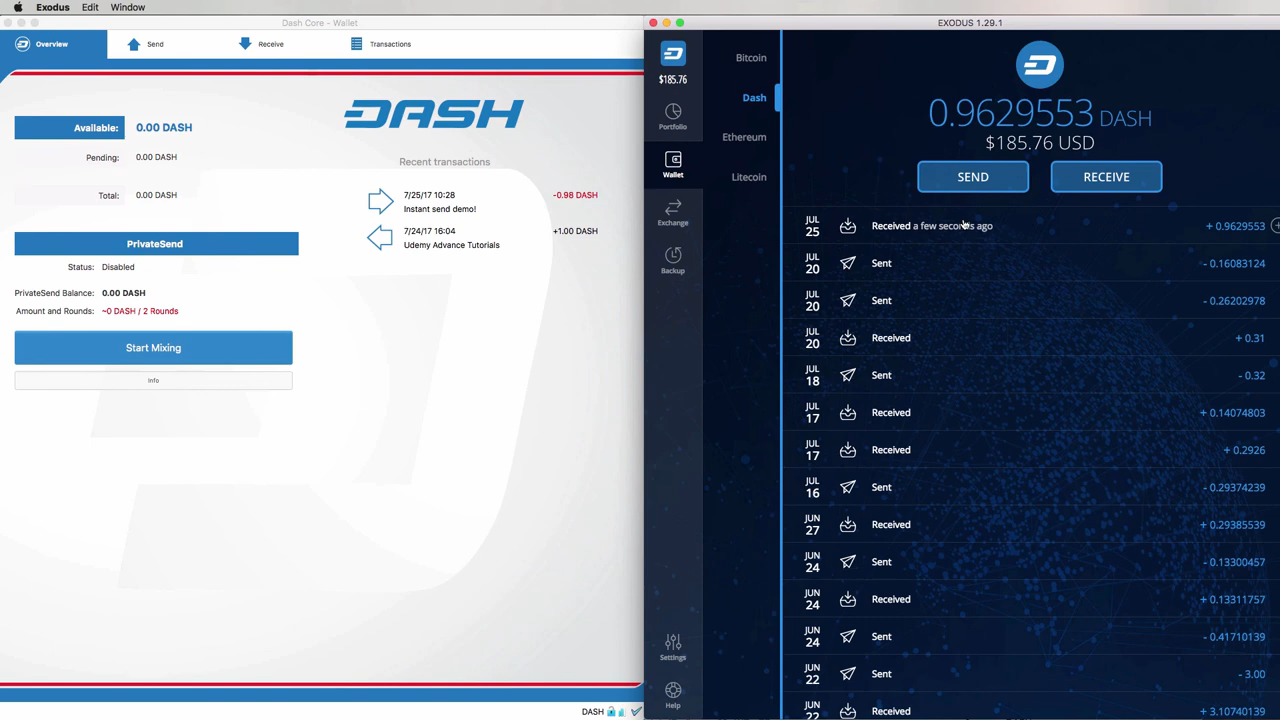 Exodus Edit Window
Dash Core - Wallet
Overview Send Receive Transactions
Available: 0.00 DASH
Pending: 0.00 DASH
Total: 0.00 DASH
PrivateSend
Status: Disabled
PrivateSend Balance: 0.00 DASH
Amount and Rounds: ~0 DASH / 2 Rounds
Start Mixing
Info
DASH
Recent transactions
7/25/17 10:28 -0.98 DASH
Instant send demo!
7/24/17 16:04 +1.00 DASH
Udemy Advance Tutorials
DASH
EXODUS 1.29.1
$185.76
Portfolio
Wallet
Exchange
Backup
Settings
Help
Bitcoin
Dash
Ethereum
Litecoin
0.9629553 DASH
$185.76 USD
SEND RECEIVE
JUL 25 Received a few seconds ago + 0.9629553
JUL 20 Sent - 0.16083124
JUL 20 Sent - 0.26202978
JUL 20 Received + 0.31
JUL 18 Sent - 0.32
JUL 17 Received + 0.14074803
JUL 17 Received + 0.2926
JUL 16 Sent - 0.29374239
JUN 27 Received + 0.29385539
JUN 24 Sent - 0.13300457
JUN 24 Received + 0.13311757
JUN 24 Sent - 0.41710139
JUN 22 Sent - 3.00
JUN 22 Received + 3.10740139